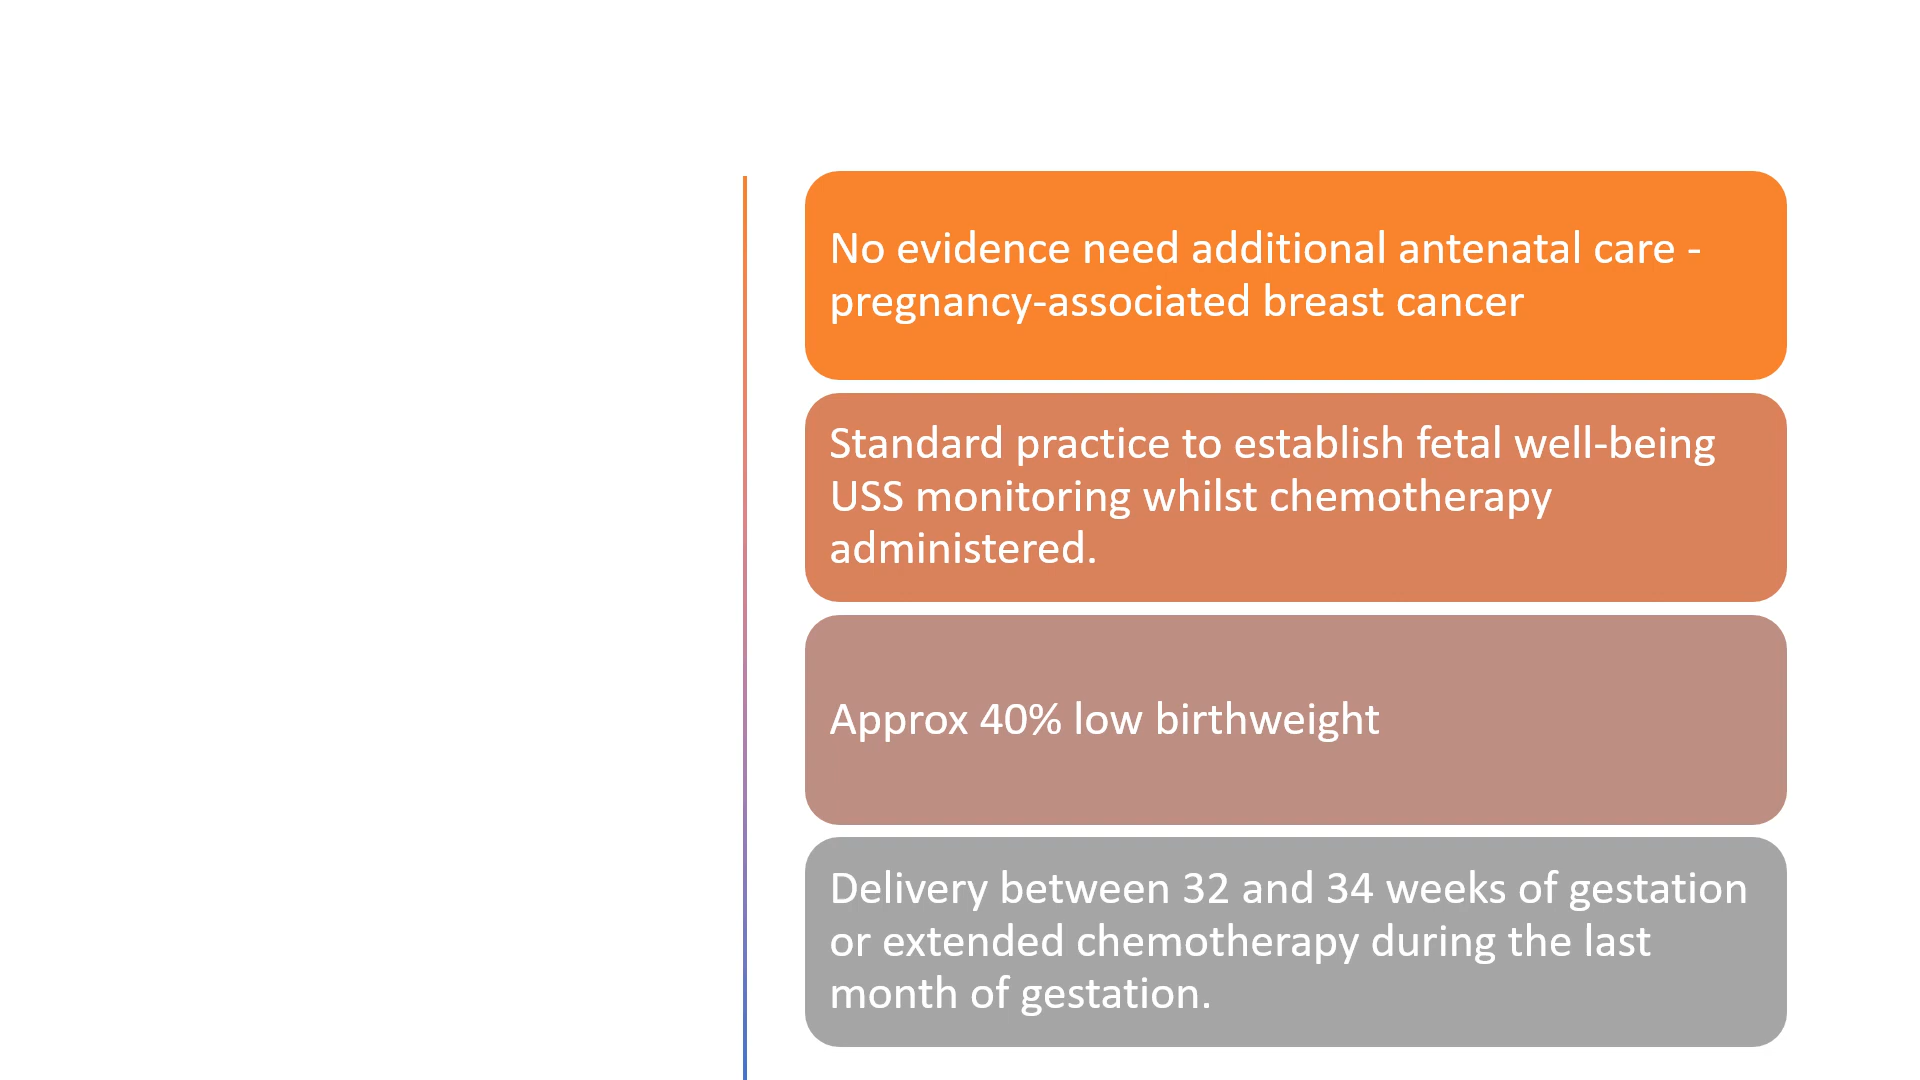 No evidence need additional antenatal care -
pregnancy-associated breast cancer
Standard practice to establish fetal well-being
USS monitoring whilst chemotherapy
administered.
Approx 40% low birthweight
Delivery between 32 and 34 weeks of gestation
or extended chemotherapy during the last
month of gestation.